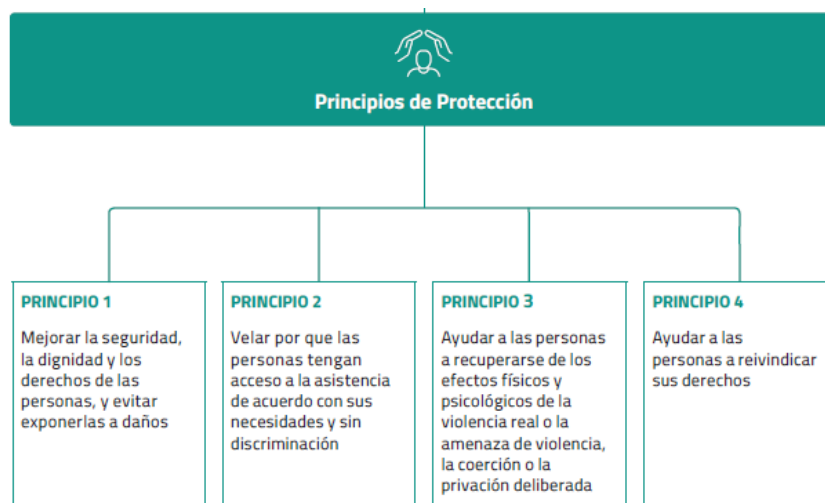 Principios de Protección
PRINCIPIO 1
Mejorar la seguridad,
la dignidad y los
derechos de las
personas, y evitar
exponerlas a daños
PRINCIPIO 2
Velar por que las
personas tengan
acceso a la asistencia
de acuerdo con sus
necesidades y sin
discriminación
PRINCIPIO 3
Ayudar a las personas
a recuperarse de los
efectos físicos y
psicológicos de la
violencia real o la
amenaza de violencia,
la coerción o la
privación deliberada
PRINCIPIO 4
Ayudar a las
personas a reivindicar
sus derechos